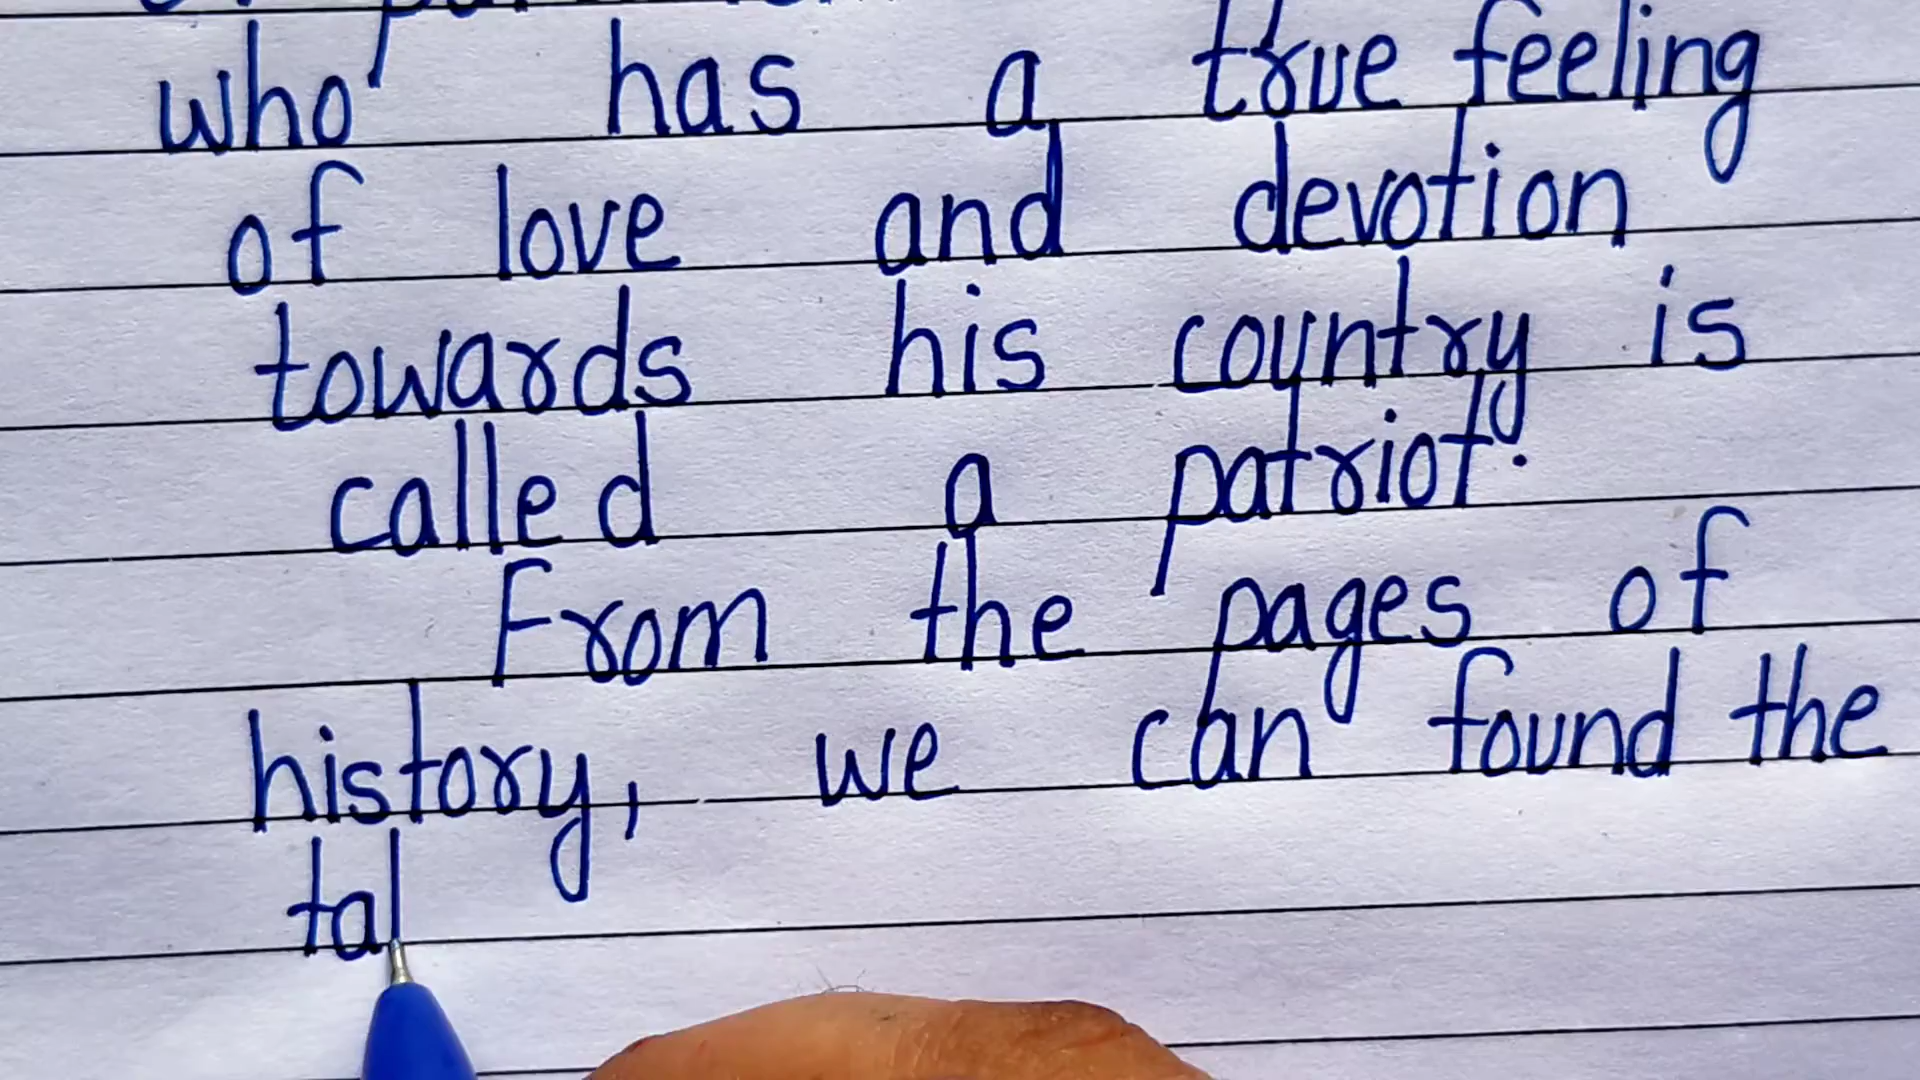 who has a true feeling
of love and devotion
towards his country is
called a patriot.
From the pages of
history, we can found the
tal